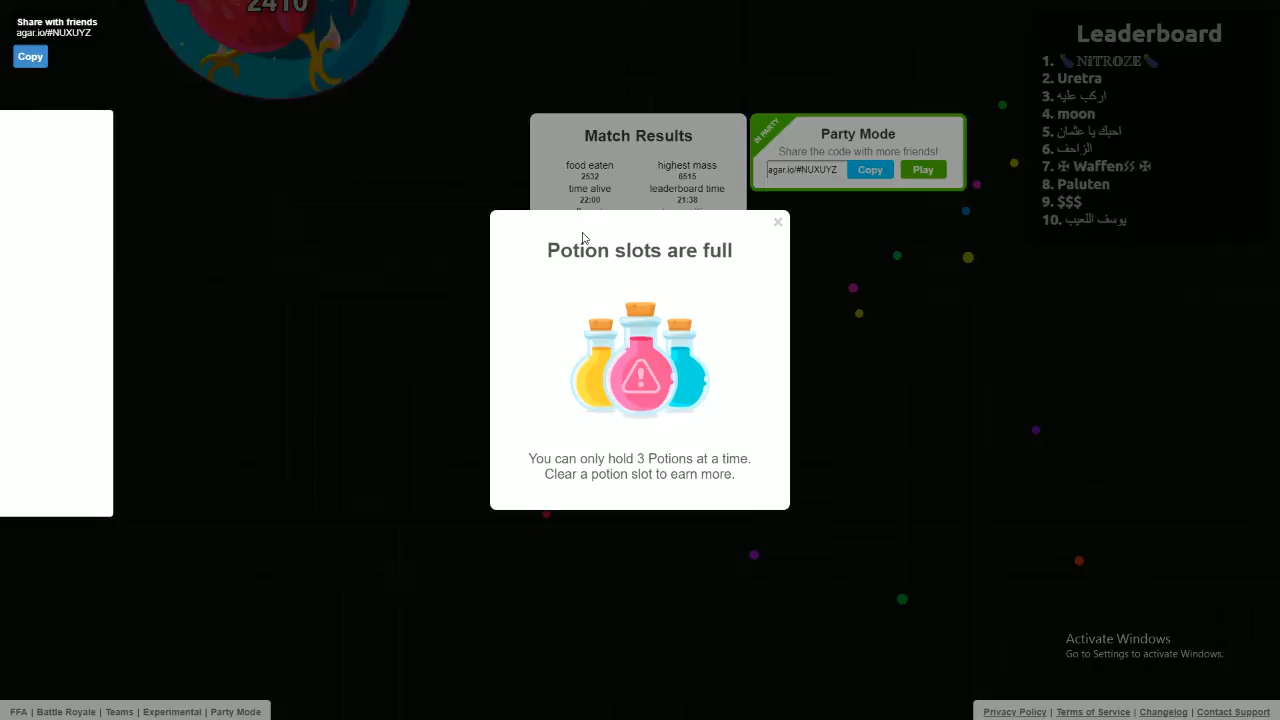 2410
Share with friends
agar.io/#NUXUYZ
Copy
Leaderboard
1. 🍆 NiTROZE🍆
2. Uretra
3. اركب عليه
4. moon
5. احبك يا عثمان
6. الزاحف
7. ✠ Waffenϟϟ ✠
8. Paluten
9. $$$
10. يوسف اللعيب
Match Results
food eaten
2532
highest mass
6515
time alive
22:00
leaderboard time
21:38
IN PARTY
Party Mode
Share the code with more friends!
agar.io/#NUXUYZ
Copy
Play
×
Potion slots are full
You can only hold 3 Potions at a time.
Clear a potion slot to earn more.
Activate Windows
Go to Settings to activate Windows.
FFA | Battle Royale | Teams | Experimental | Party Mode
Privacy Policy | Terms of Service | Changelog | Contact Support